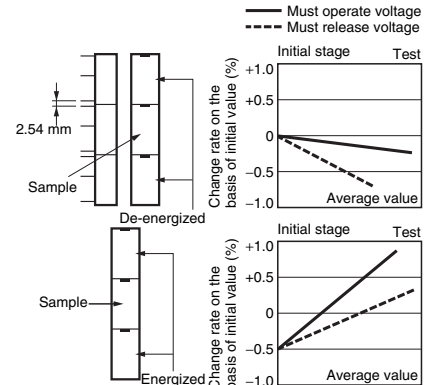 Must operate voltage
Must release voltage
2.54 mm
Sample
De-energized
Initial stage Test
Change rate on the
basis of initial value (%)
+1.0
+0.5
0
−0.5
−1.0
Average value
Sample
Energized
Initial stage Test
Change rate on the
basis of initial value (%)
+1.0
+0.5
0
−0.5
−1.0
Average value